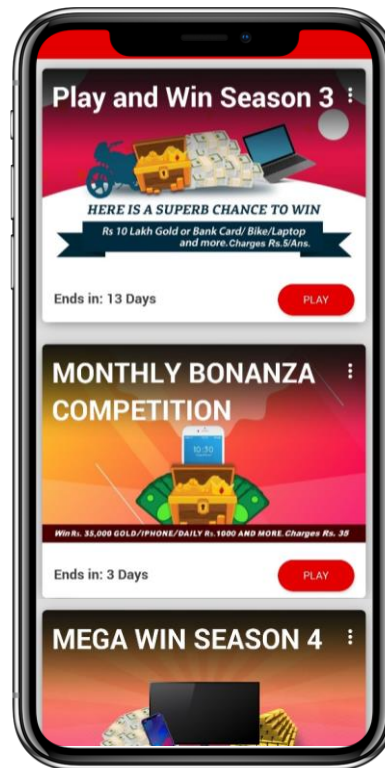 Play and Win Season 3
HERE IS A SUPERB CHANCE TO WIN
Rs 10 Lakh Gold or Bank Card/ Bike/Laptop
and more.Charges Rs.5/Ans.
Ends in: 13 Days
PLAY
MONTHLY BONANZA
COMPETITION
10:30
Win Rs. 35,000 GOLD/IPHONE/DAILY Rs.1000 AND MORE.Charges Rs. 35
Ends in: 3 Days
PLAY
MEGA WIN SEASON 4